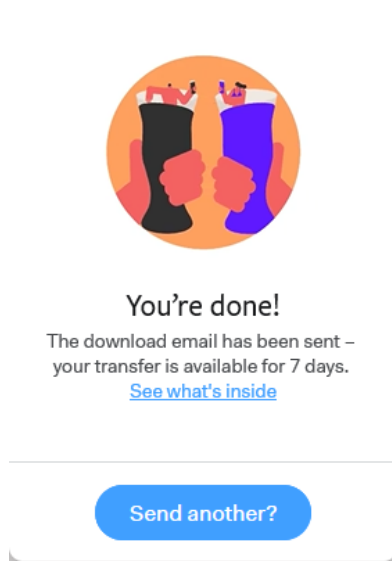 You’re done!
The download email has been sent –
your transfer is available for 7 days.
See what's inside
Send another?